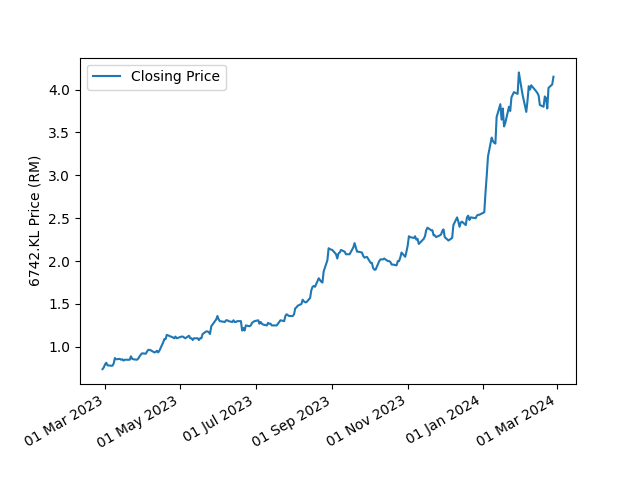 Closing Price
6742.KL Price (RM)
4.0
3.5
3.0
2.5
2.0
1.5
1.0
01 Mar 2023
01 May 2023
01 Jul 2023
01 Sep 2023
01 Nov 2023
01 Jan 2024
01 Mar 2024